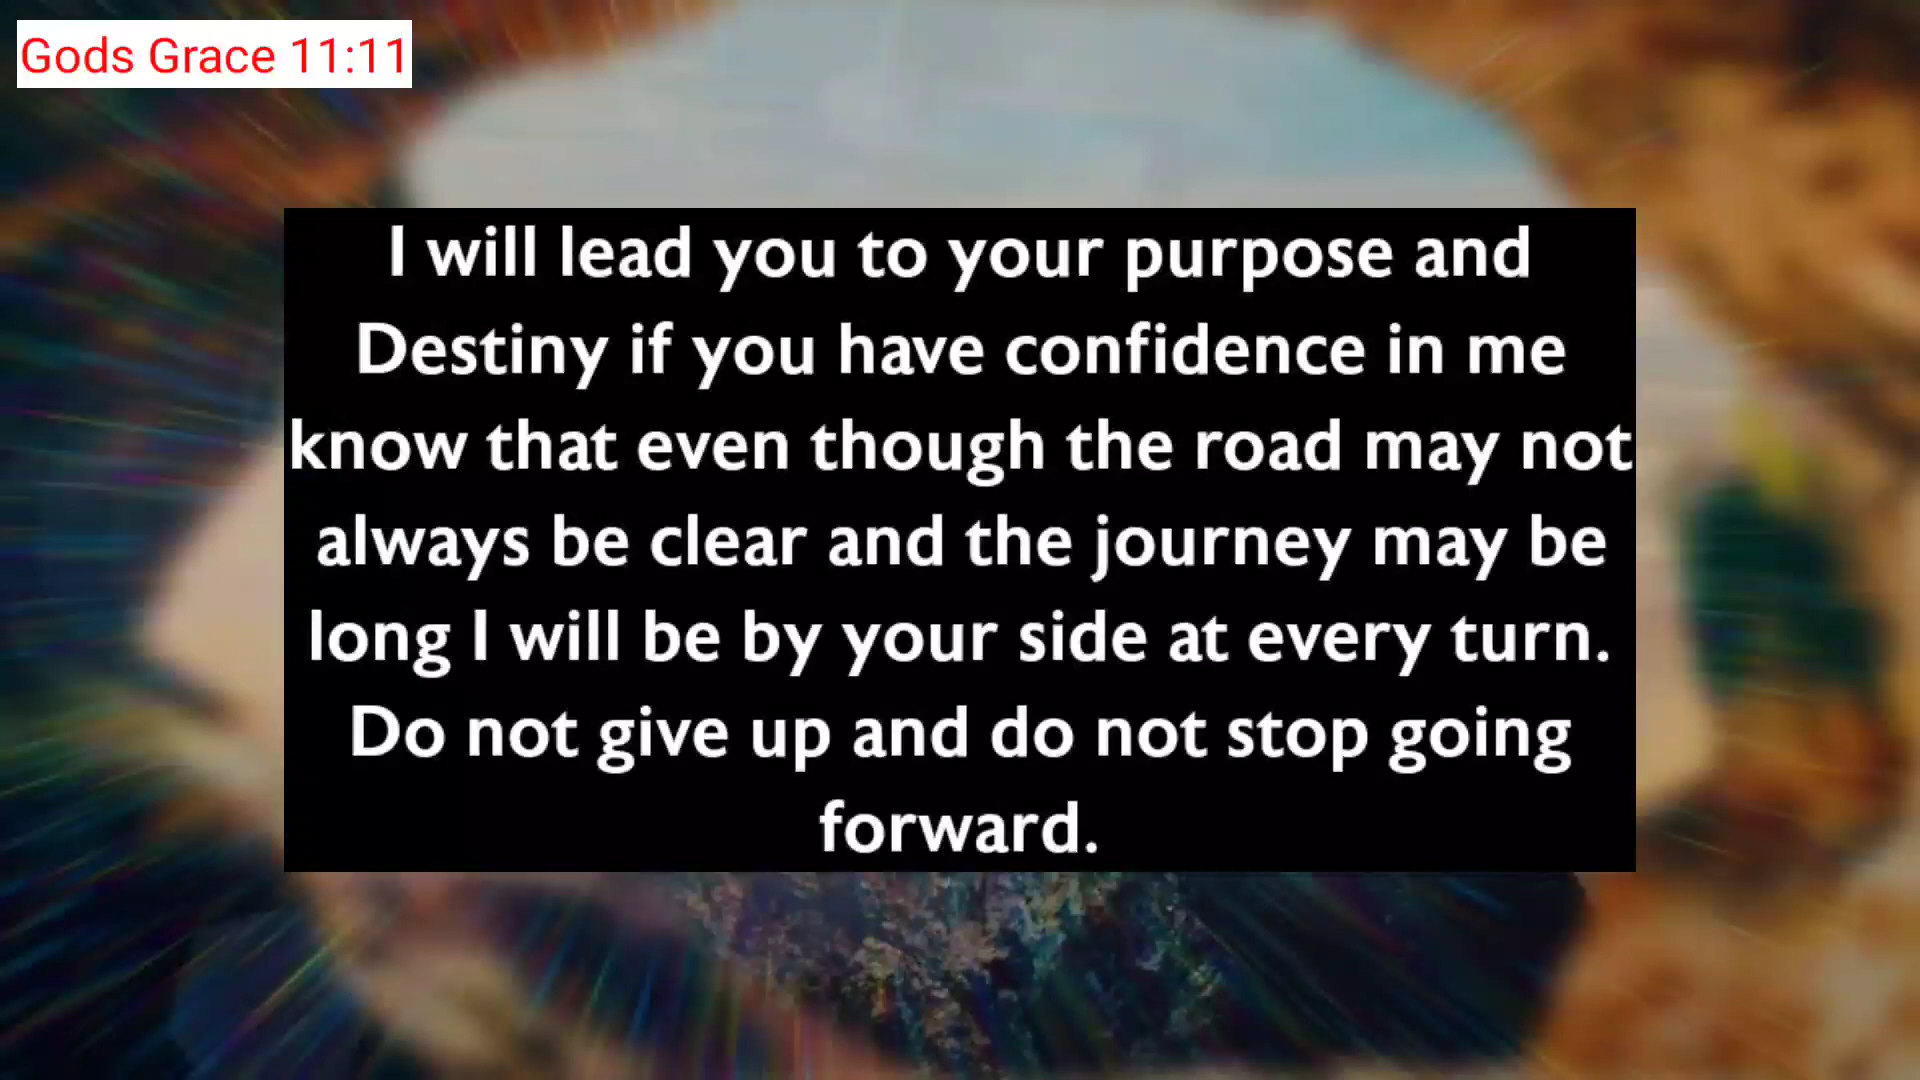 Gods Grace 11:11
I will lead you to your purpose and
Destiny if you have confidence in me
know that even though the road may not
always be clear and the journey may be
long I will be by your side at every turn.
Do not give up and do not stop going
forward.